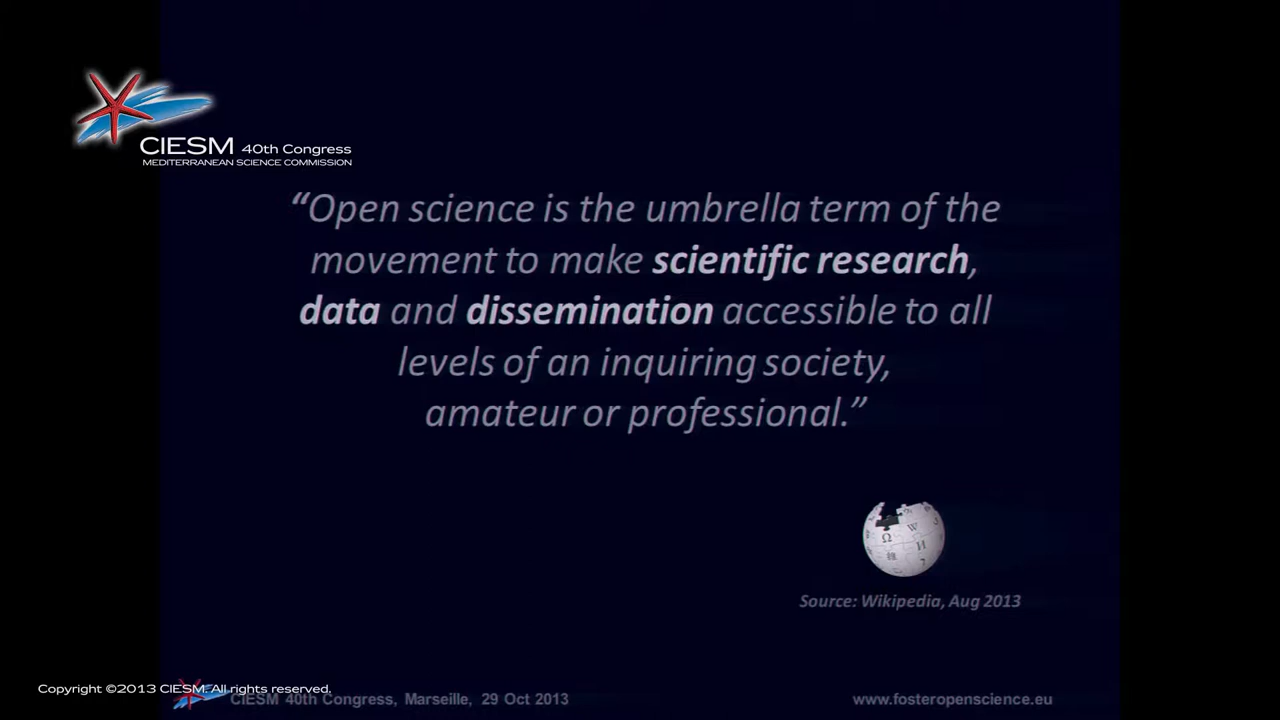 CIESM 40th Congress
MEDITERRANEAN SCIENCE COMMISSION
“Open science is the umbrella term of the
movement to make scientific research,
data and dissemination accessible to all
levels of an inquiring society,
amateur or professional.”
Ω W И 維 7
Source: Wikipedia, Aug 2013
Copyright ©2013 CIESM. All rights reserved.
CIESM 40th Congress, Marseille, 29 Oct 2013
www.fosteropenscience.eu